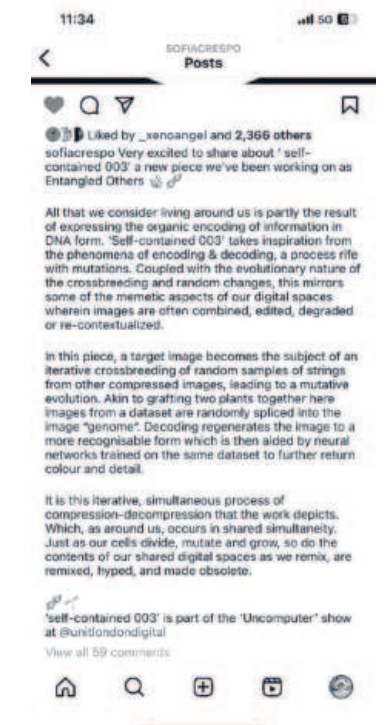 11:34
5G
SOFIACRESPO
Posts
Liked by _xenoangel and 2,366 others
sofiacrespo Very excited to share about ' self-
contained 003' a new piece we've been working on as
Entangled Others
All that we consider living around us is partly the result
of expressing the organic encoding of information in
DNA form. 'Self-contained 003' takes inspiration from
the phenomena of encoding & decoding, a process rife
with mutations. Coupled with the evolutionary nature of
the crossbreeding and random changes, this mirrors
some of the memetic aspects of our digital spaces
wherein images are often combined, edited, degraded
or re-contextualized.
In this piece, a target image becomes the subject of an
iterative crossbreeding of random samples of strings
from other compressed images, leading to a mutative
evolution. Akin to grafting two plants together here
images from a dataset are randomly spliced into the
image "genome". Decoding regenerates the image to a
more recognisable form which is then aided by neural
networks trained on the same dataset to further return
colour and detail.
It is this iterative, simultaneous process of
compression-decompression that the work depicts.
Which, as around us, occurs in shared simultaneity.
Just as our cells divide, mutate and grow, so do the
contents of our shared digital spaces as we remix, are
remixed, hyped, and made obsolete.
'self-contained 003' is part of the 'Uncomputer' show
at @unitlondondigital
View all 59 comments